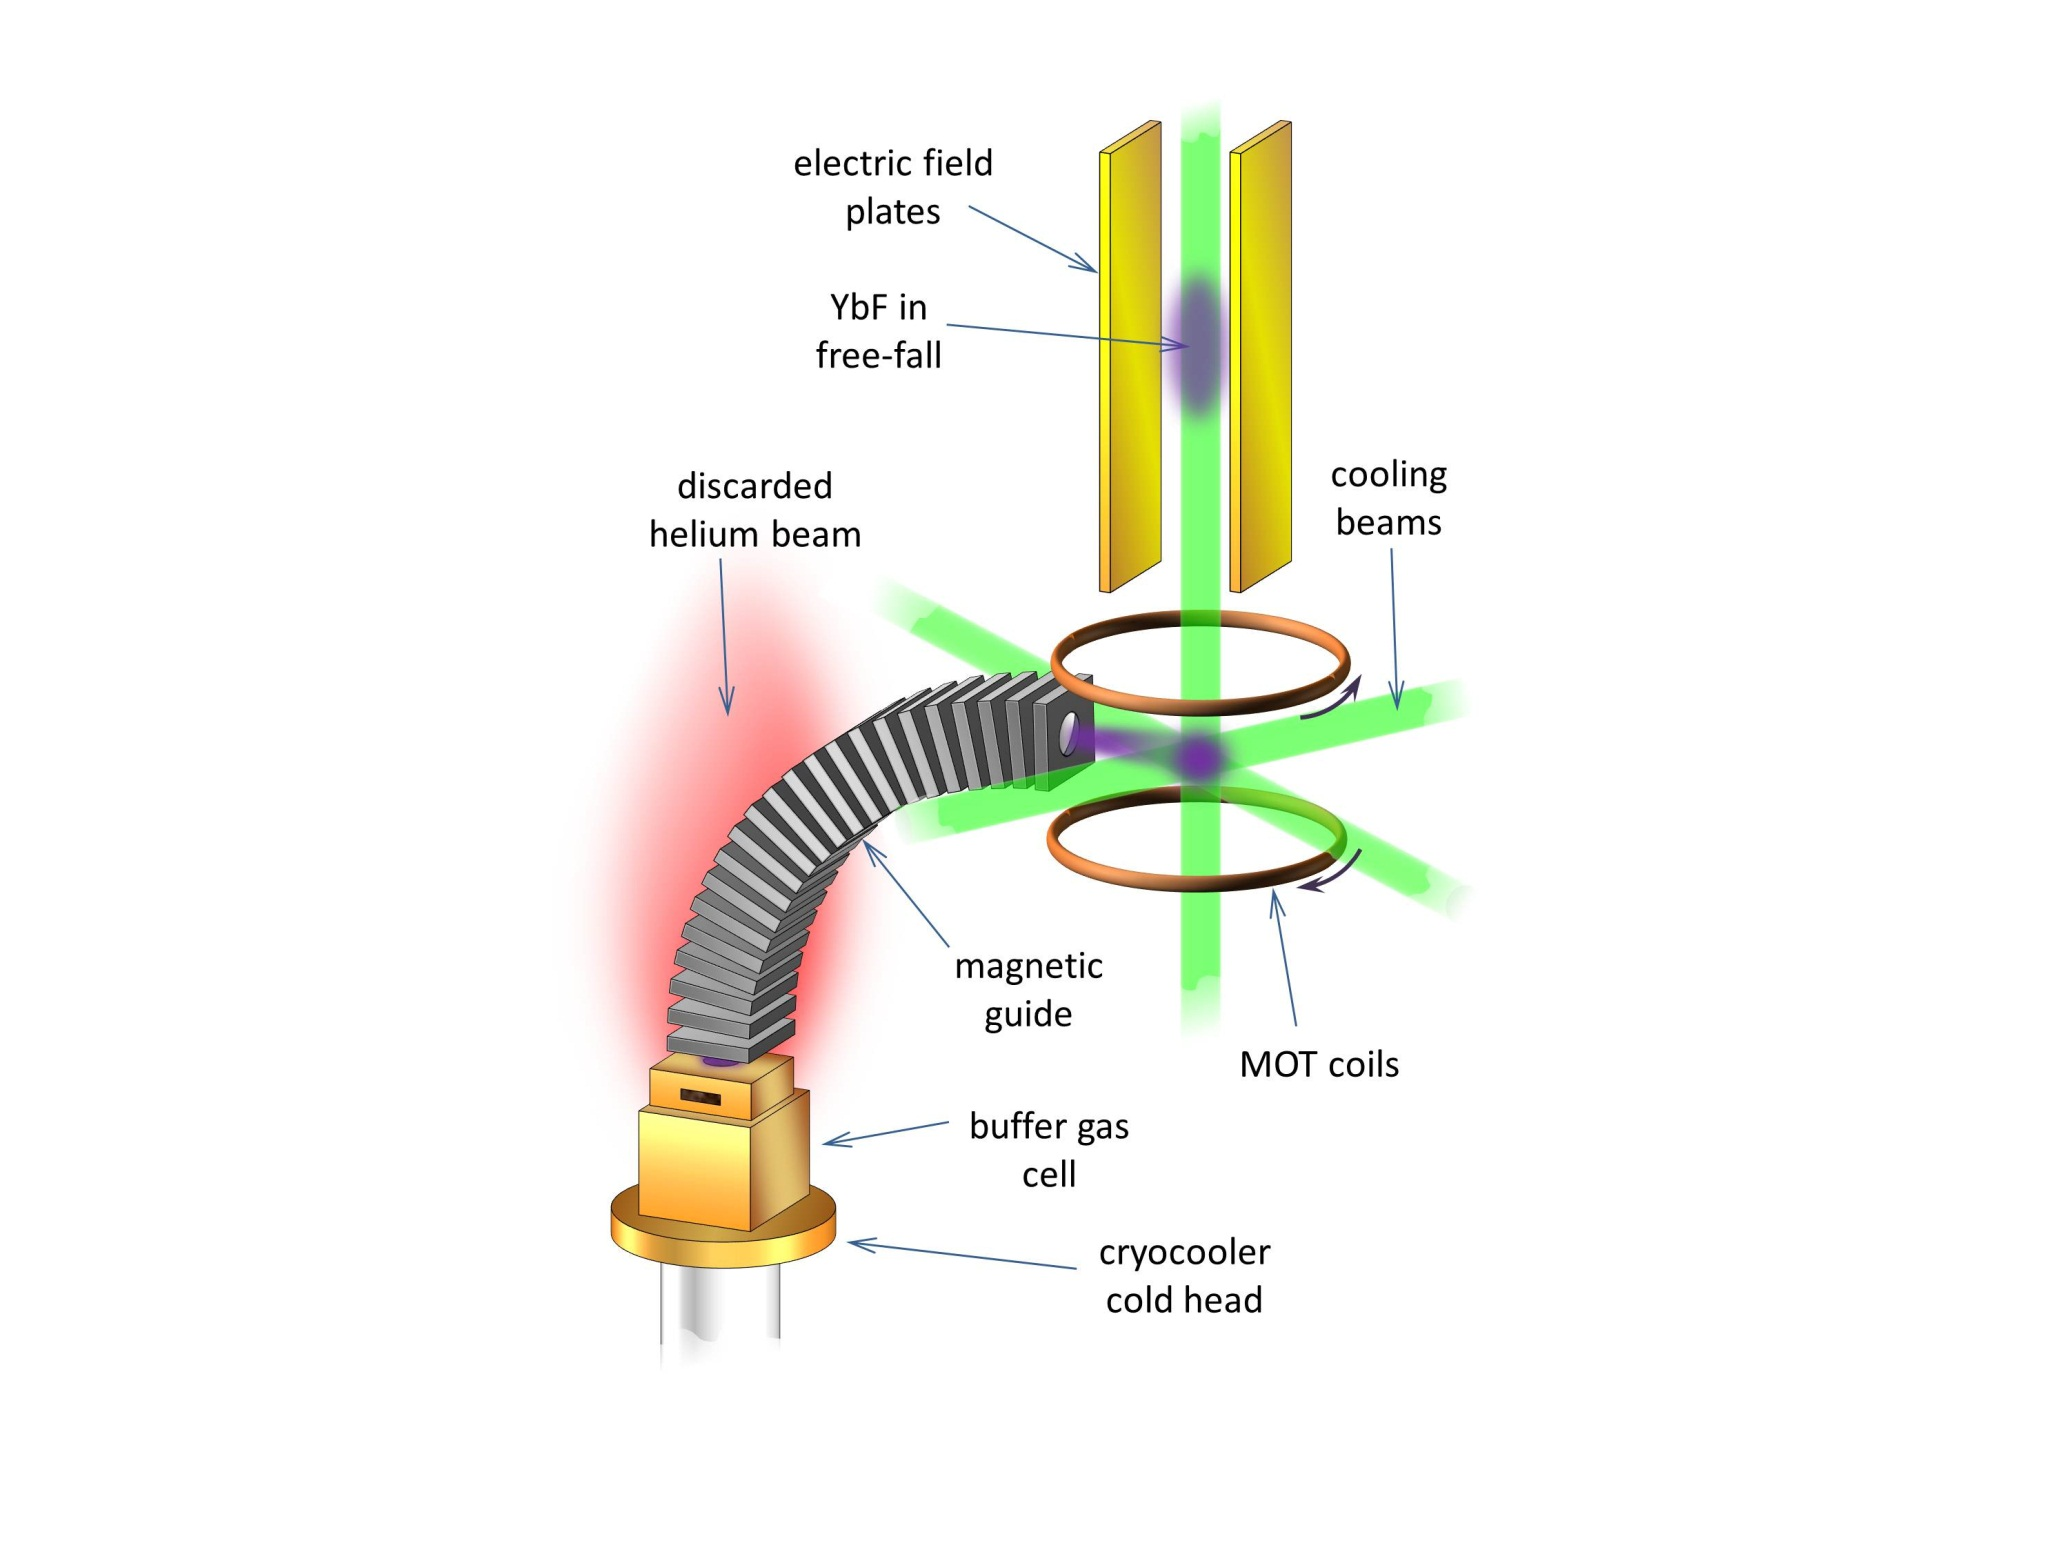 electric field
plates
YbF in
free-fall
discarded
helium beam
cooling
beams
magnetic
guide
MOT coils
buffer gas
cell
cryocooler
cold head